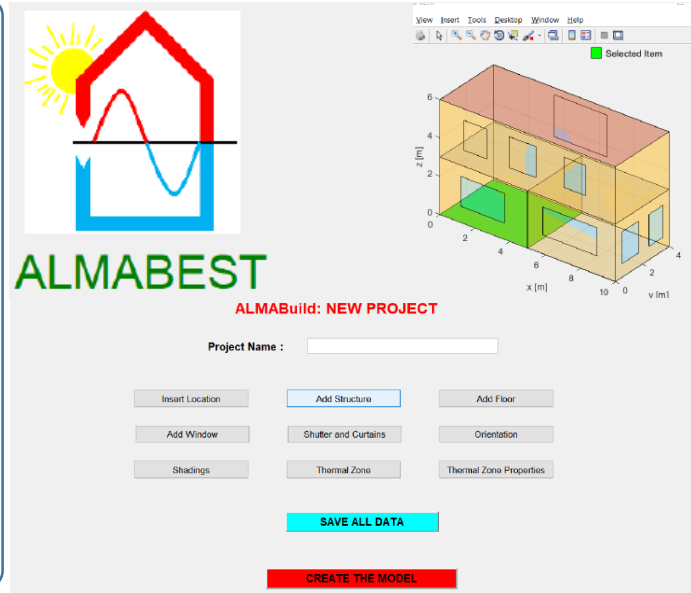 View Insert Tools Desktop Window Help
Selected Item
6
4
2
0
z [m]
0
2
4
6
8
10
x [m]
0
2
4
y [m]
ALMABEST
ALMABuild: NEW PROJECT
Project Name :
Insert Location Add Structure Add Floor
Add Window Shutter and Curtains Orientation
Shadings Thermal Zone Thermal Zone Properties
SAVE ALL DATA
CREATE THE MODEL